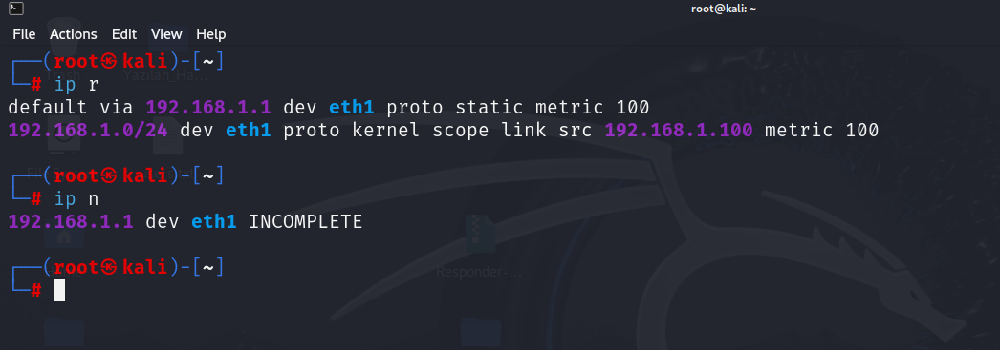 root@kali: ~
File Actions Edit View Help
┌──(root㉿kali)-[~]
└─# ip r
default via 192.168.1.1 dev eth1 proto static metric 100
192.168.1.0/24 dev eth1 proto kernel scope link src 192.168.1.100 metric 100
┌──(root㉿kali)-[~]
└─# ip n
192.168.1.1 dev eth1 INCOMPLETE
┌──(root㉿kali)-[~]
└─#
Responder-...